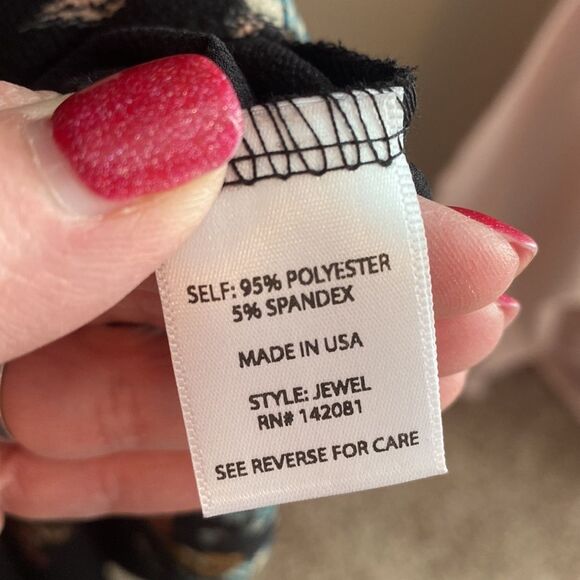 SELF: 95% POLYESTER
5% SPANDEX
MADE IN USA
STYLE: JEWEL
RN# 142081
SEE REVERSE FOR CARE